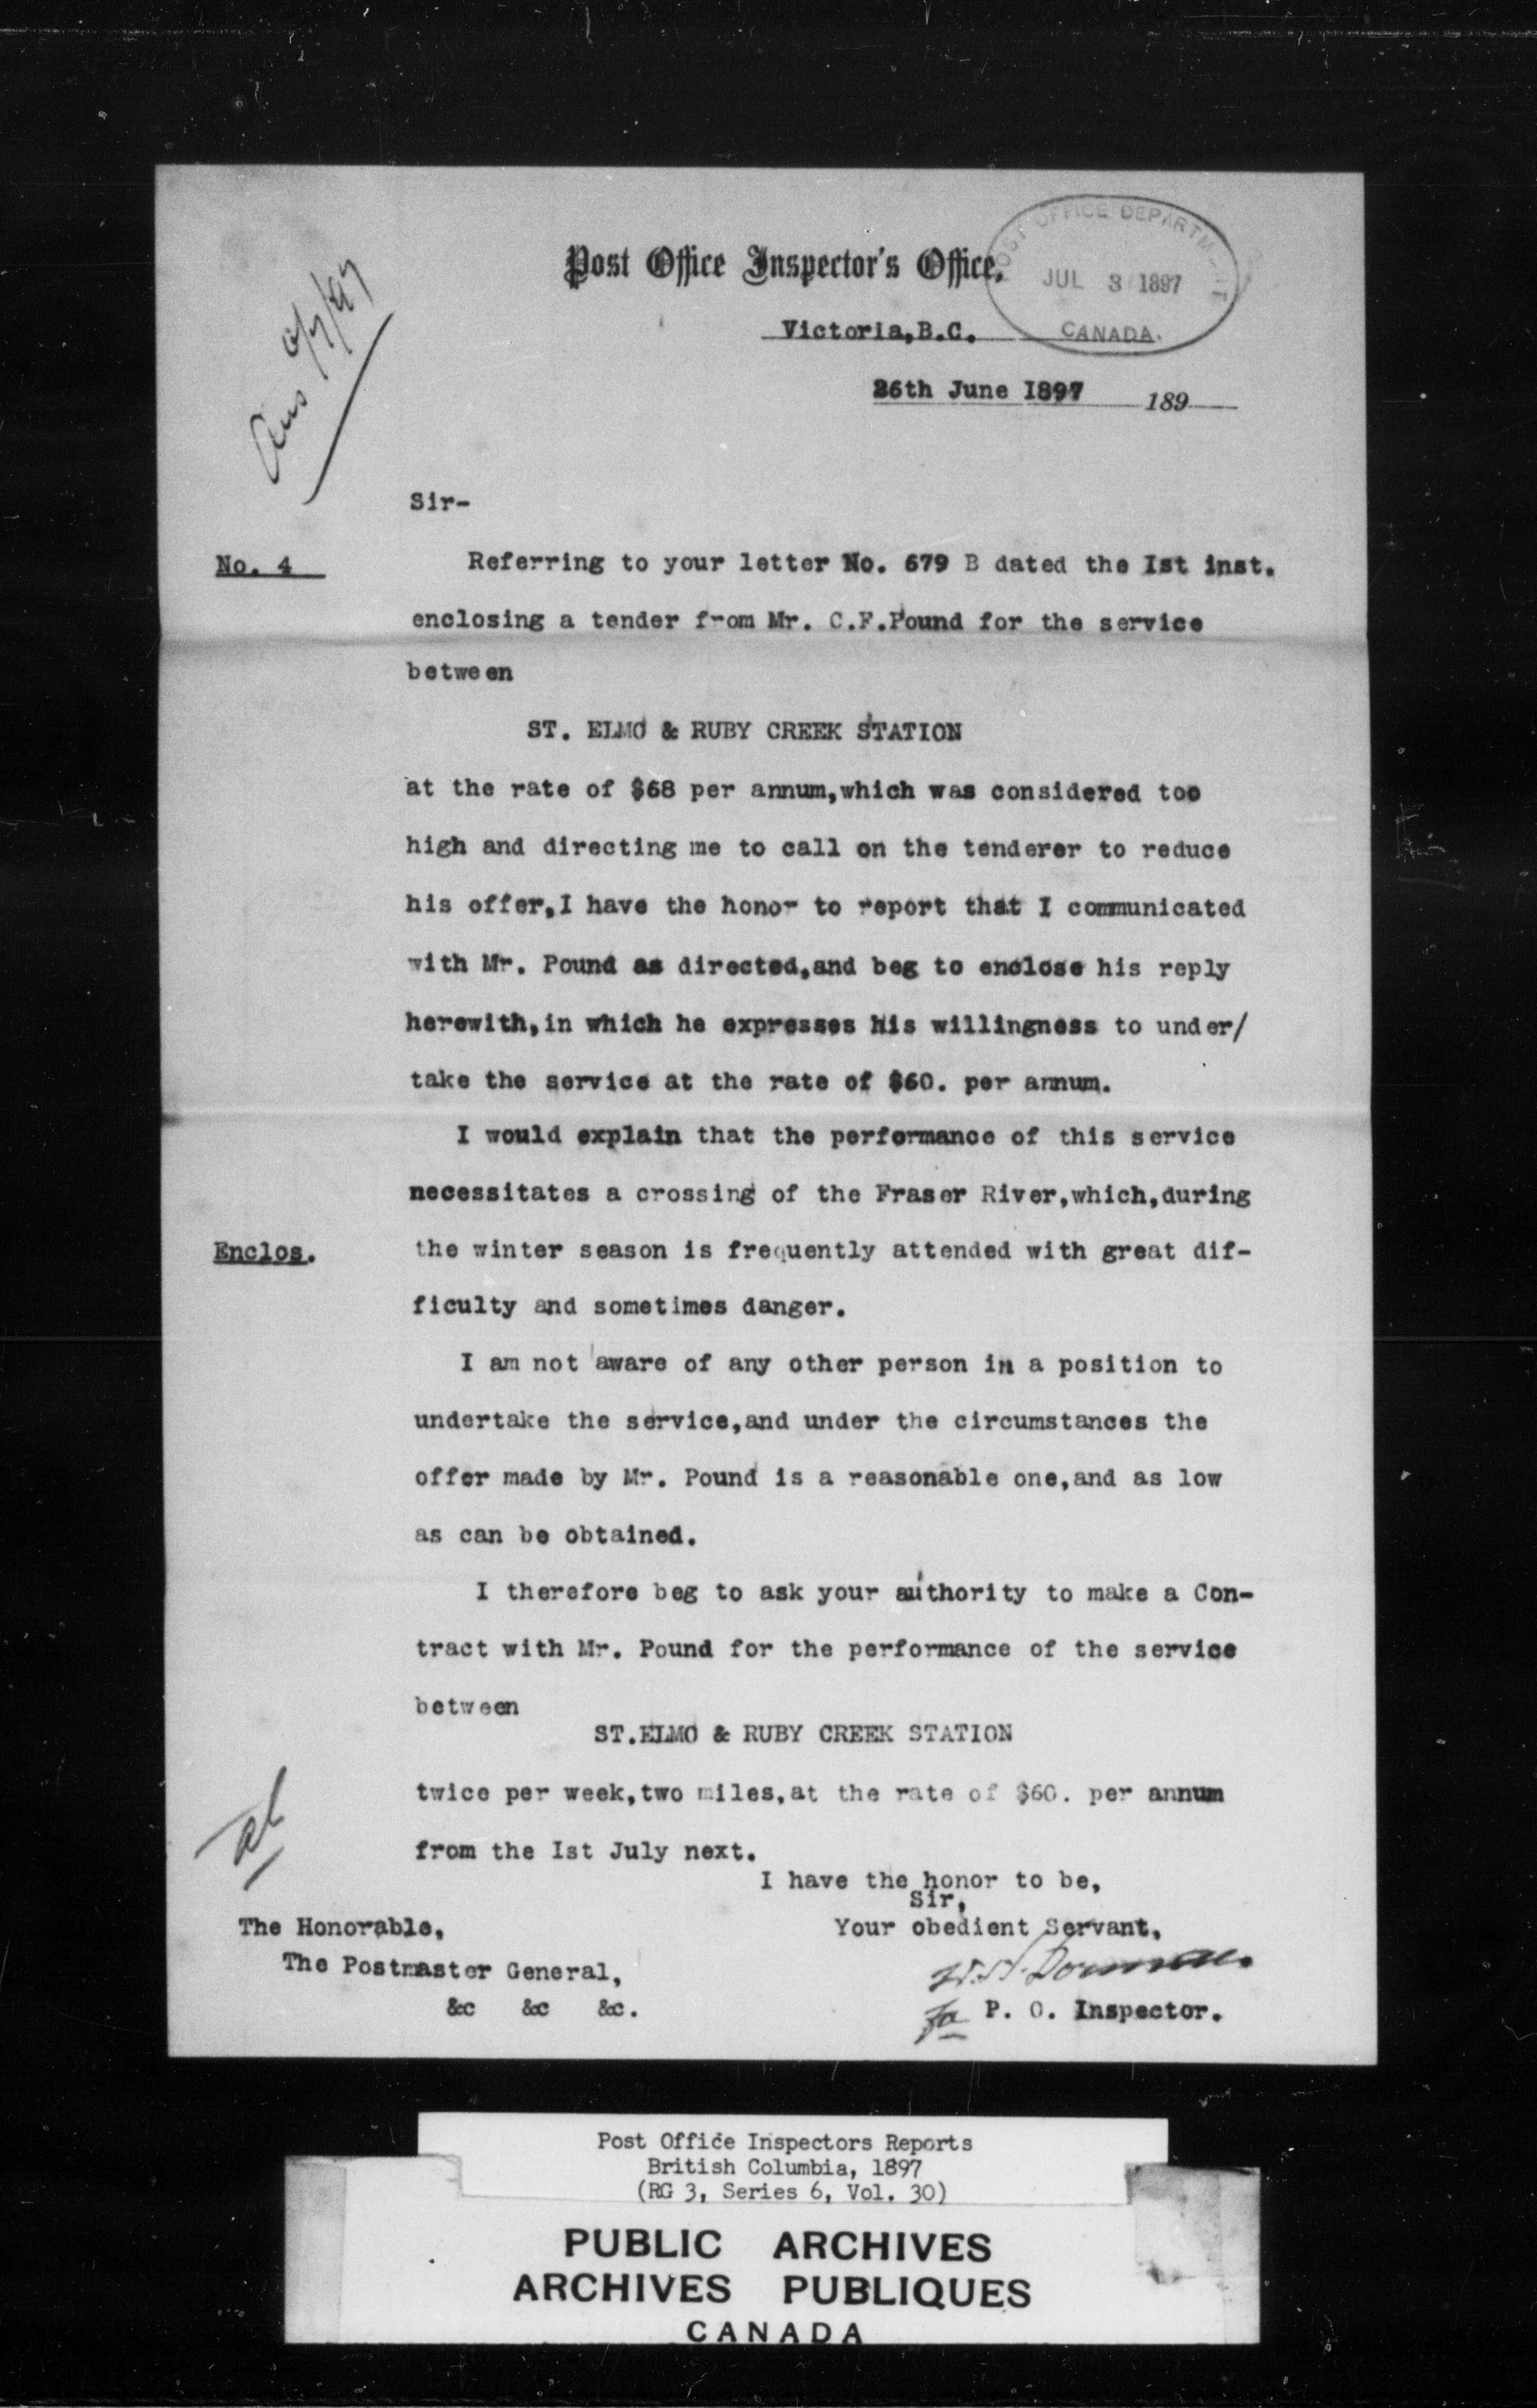 Post Office Inspector's Office.
POST OFFICE DEPARTMENT
JUL 3 1897
CANADA.
Victoria, B.C.
26th June I897 189
Ans 9/7/97
Sir-
No. 4
Referring to your letter No. 679 B dated the Ist inst.
enclosing a tender from Mr. C.F.Pound for the service
between
ST. ELMO & RUBY CREEK STATION
at the rate of $68 per annum,which was considered too
high and directing me to call on the tenderer to reduce
his offer,I have the honor to report that I communicated
with Mr. Pound as directed,and beg to enclose his reply
herewith,in which he expresses his willingness to under/
take the service at the rate of $60. per annum.
I would explain that the performance of this service
necessitates a crossing of the Fraser River,which,during
Enclos.
the winter season is frequently attended with great dif-
ficulty and sometimes danger.
I am not aware of any other person in a position to
undertake the service,and under the circumstances the
offer made by Mr. Pound is a reasonable one,and as low
as can be obtained.
I therefore beg to ask your authority to make a Con-
tract with Mr. Pound for the performance of the service
between
ST.ELMO & RUBY CREEK STATION
twice per week,two miles,at the rate of $60. per annum
from the Ist July next.
I have the honor to be,
Sir,
The Honorable,
Your obedient Servant,
The Postmaster General,
&c &c &c.
for P. O. Inspector.
Post Office Inspectors Reports
British Columbia, 1897
(RG 3, Series 6, Vol. 30)
PUBLIC ARCHIVES
ARCHIVES PUBLIQUES
CANADA